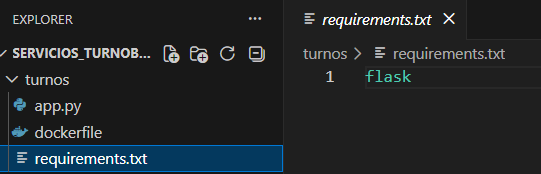 EXPLORER
SERVICIOS_TURNOB...
turnos
app.py
dockerfile
requirements.txt
requirements.txt
turnos > requirements.txt
1 flask